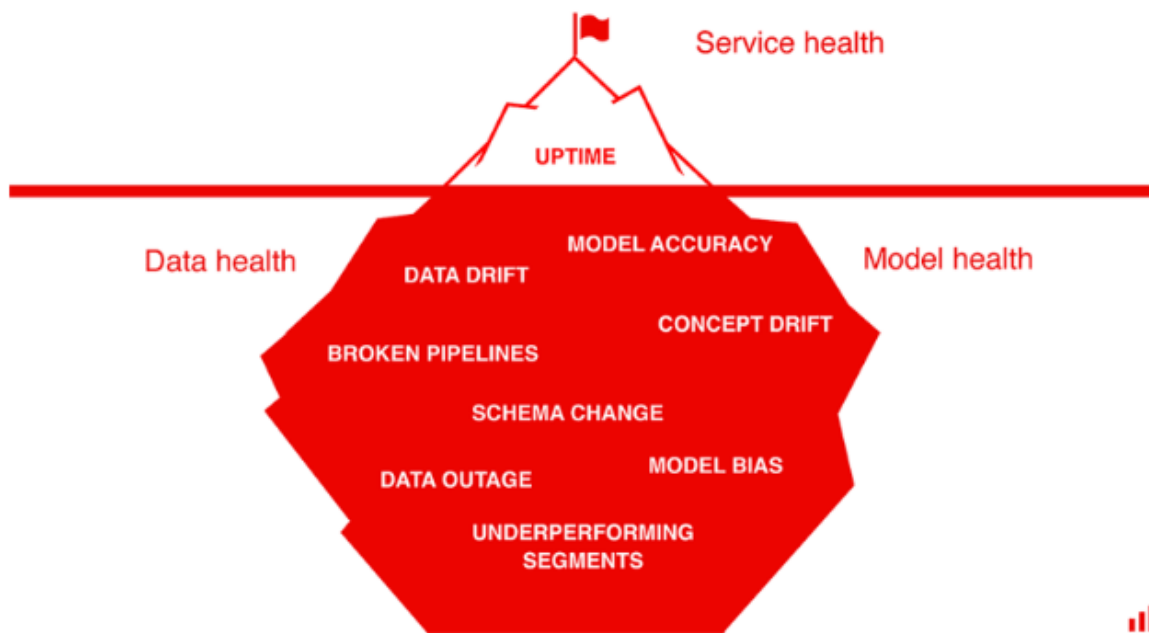 Service health
UPTIME
Data health
MODEL ACCURACY
Model health
DATA DRIFT
CONCEPT DRIFT
BROKEN PIPELINES
SCHEMA CHANGE
MODEL BIAS
DATA OUTAGE
UNDERPERFORMING
SEGMENTS